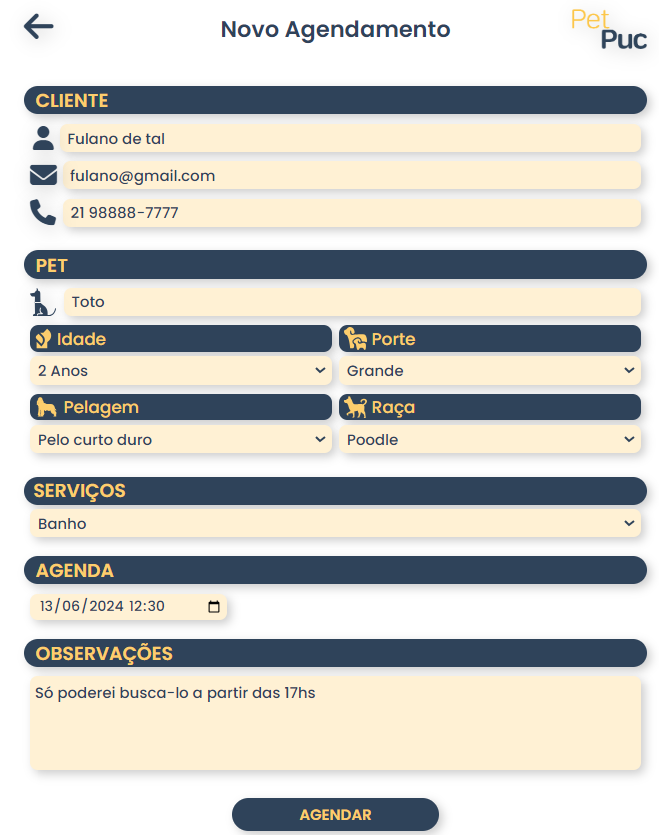 Novo Agendamento
Pet
Puc
CLIENTE
Fulano de tal
fulano@gmail.com
21 98888-7777
PET
Toto
Idade
Porte
2 Anos
Grande
Pelagem
Raça
Pelo curto duro
Poodle
SERVIÇOS
Banho
AGENDA
13/06/2024 12:30
OBSERVAÇÕES
Só poderei busca-lo a partir das 17hs
AGENDAR